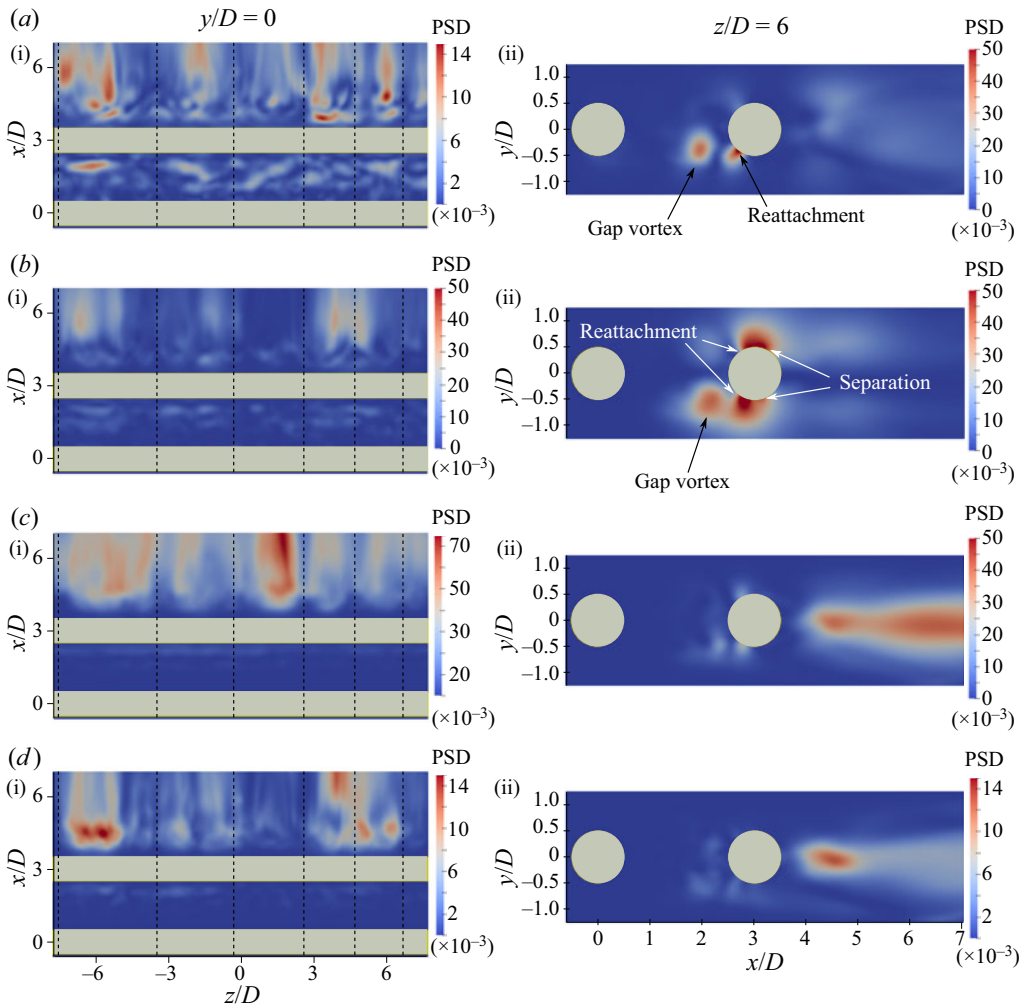 (a)
y/D = 0
z/D = 6
(i)
PSD
14
10
6
2
(×10⁻³)
x/D
6
3
0
(ii)
PSD
50
40
30
20
10
0
(×10⁻³)
y/D
1.0
0.5
0
−0.5
−1.0
Gap vortex
Reattachment
(b)
(i)
PSD
50
40
30
20
10
0
(×10⁻³)
x/D
6
3
0
(ii)
PSD
50
40
30
20
10
0
(×10⁻³)
y/D
1.0
0.5
0
−0.5
−1.0
Reattachment
Separation
Gap vortex
(c)
(i)
PSD
70
50
30
10
(×10⁻³)
x/D
6
3
0
(ii)
PSD
50
40
30
20
10
0
(×10⁻³)
y/D
1.0
0.5
0
−0.5
−1.0
(d)
(i)
PSD
14
10
6
2
(×10⁻³)
x/D
6
3
0
−6
−3
0
3
6
z/D
(ii)
PSD
14
10
6
2
(×10⁻³)
y/D
1.0
0.5
0
−0.5
−1.0
0
1
2
3
4
5
6
7
x/D